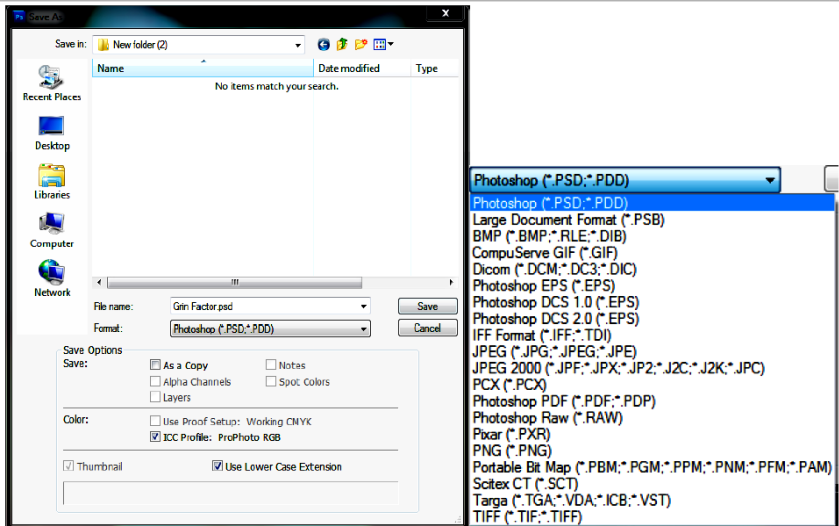 Ps Save As
x
Save in: New folder (2)
Name Date modified Type
No items match your search.
Recent Places
Desktop
Libraries
Computer
Network
File name: Grin Factor.psd Save
Format: Photoshop (*.PSD;*.PDD) Cancel
Save Options
Save: As a Copy Notes
Alpha Channels Spot Colors
Layers
Color: Use Proof Setup: Working CMYK
ICC Profile: ProPhoto RGB
Thumbnail Use Lower Case Extension
Photoshop (*.PSD;*.PDD)
Photoshop (*.PSD;*.PDD)
Large Document Format (*.PSB)
BMP (*.BMP;*.RLE;*.DIB)
CompuServe GIF (*.GIF)
Dicom (*.DCM;*.DC3;*.DIC)
Photoshop EPS (*.EPS)
Photoshop DCS 1.0 (*.EPS)
Photoshop DCS 2.0 (*.EPS)
IFF Format (*.IFF;*.TDI)
JPEG (*.JPG;*.JPEG;*.JPE)
JPEG 2000 (*.JPF;*.JPX;*.JP2;*.J2C;*.J2K;*.JPC)
PCX (*.PCX)
Photoshop PDF (*.PDF;*.PDP)
Photoshop Raw (*.RAW)
Pixar (*.PXR)
PNG (*.PNG)
Portable Bit Map (*.PBM;*.PGM;*.PPM;*.PNM;*.PFM;*.PAM)
Scitex CT (*.SCT)
Targa (*.TGA;*.VDA;*.ICB;*.VST)
TIFF (*.TIF;*.TIFF)